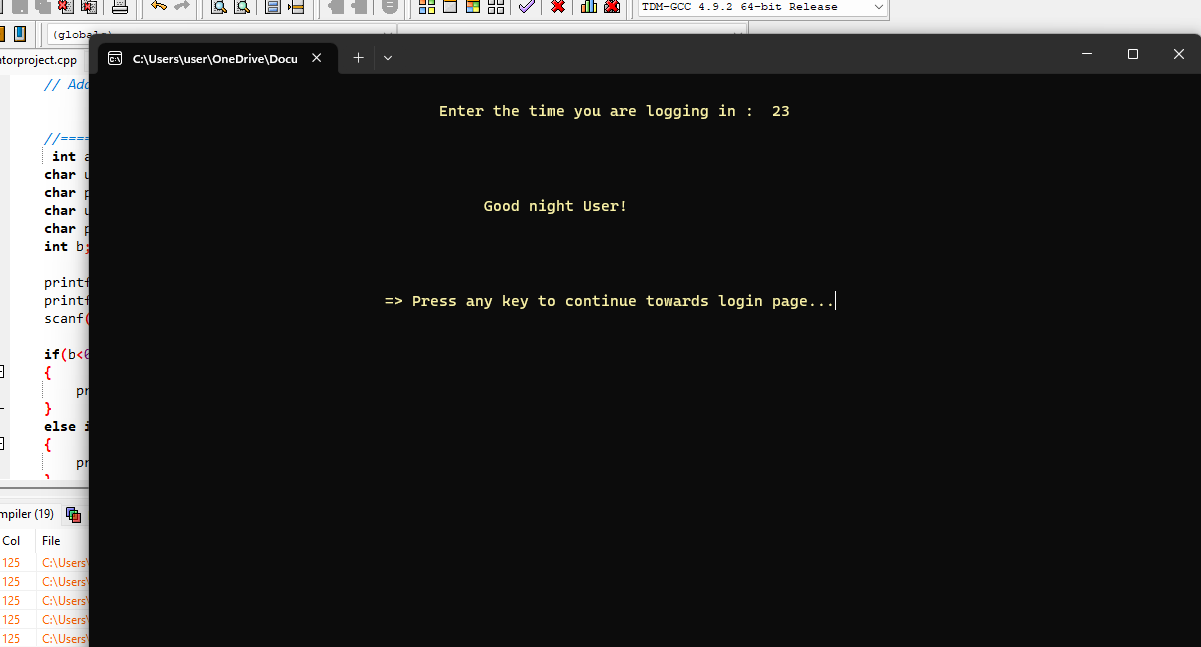 TDM-GCC 4.9.2 64-bit Release
(globals)
torproject.cpp
C:\Users\user\OneDrive\Docu
// Add
Enter the time you are logging in :  23
//====
int a
char u
char p
Good night User!
char u
char p
int b;
printf
printf
=> Press any key to continue towards login page...
scanf(
if(b<0
{
pr
}
else i
{
pr
}
mpiler (19)
Col File
125 C:\Users\
125 C:\Users\
125 C:\Users\
125 C:\Users\
125 C:\Users\